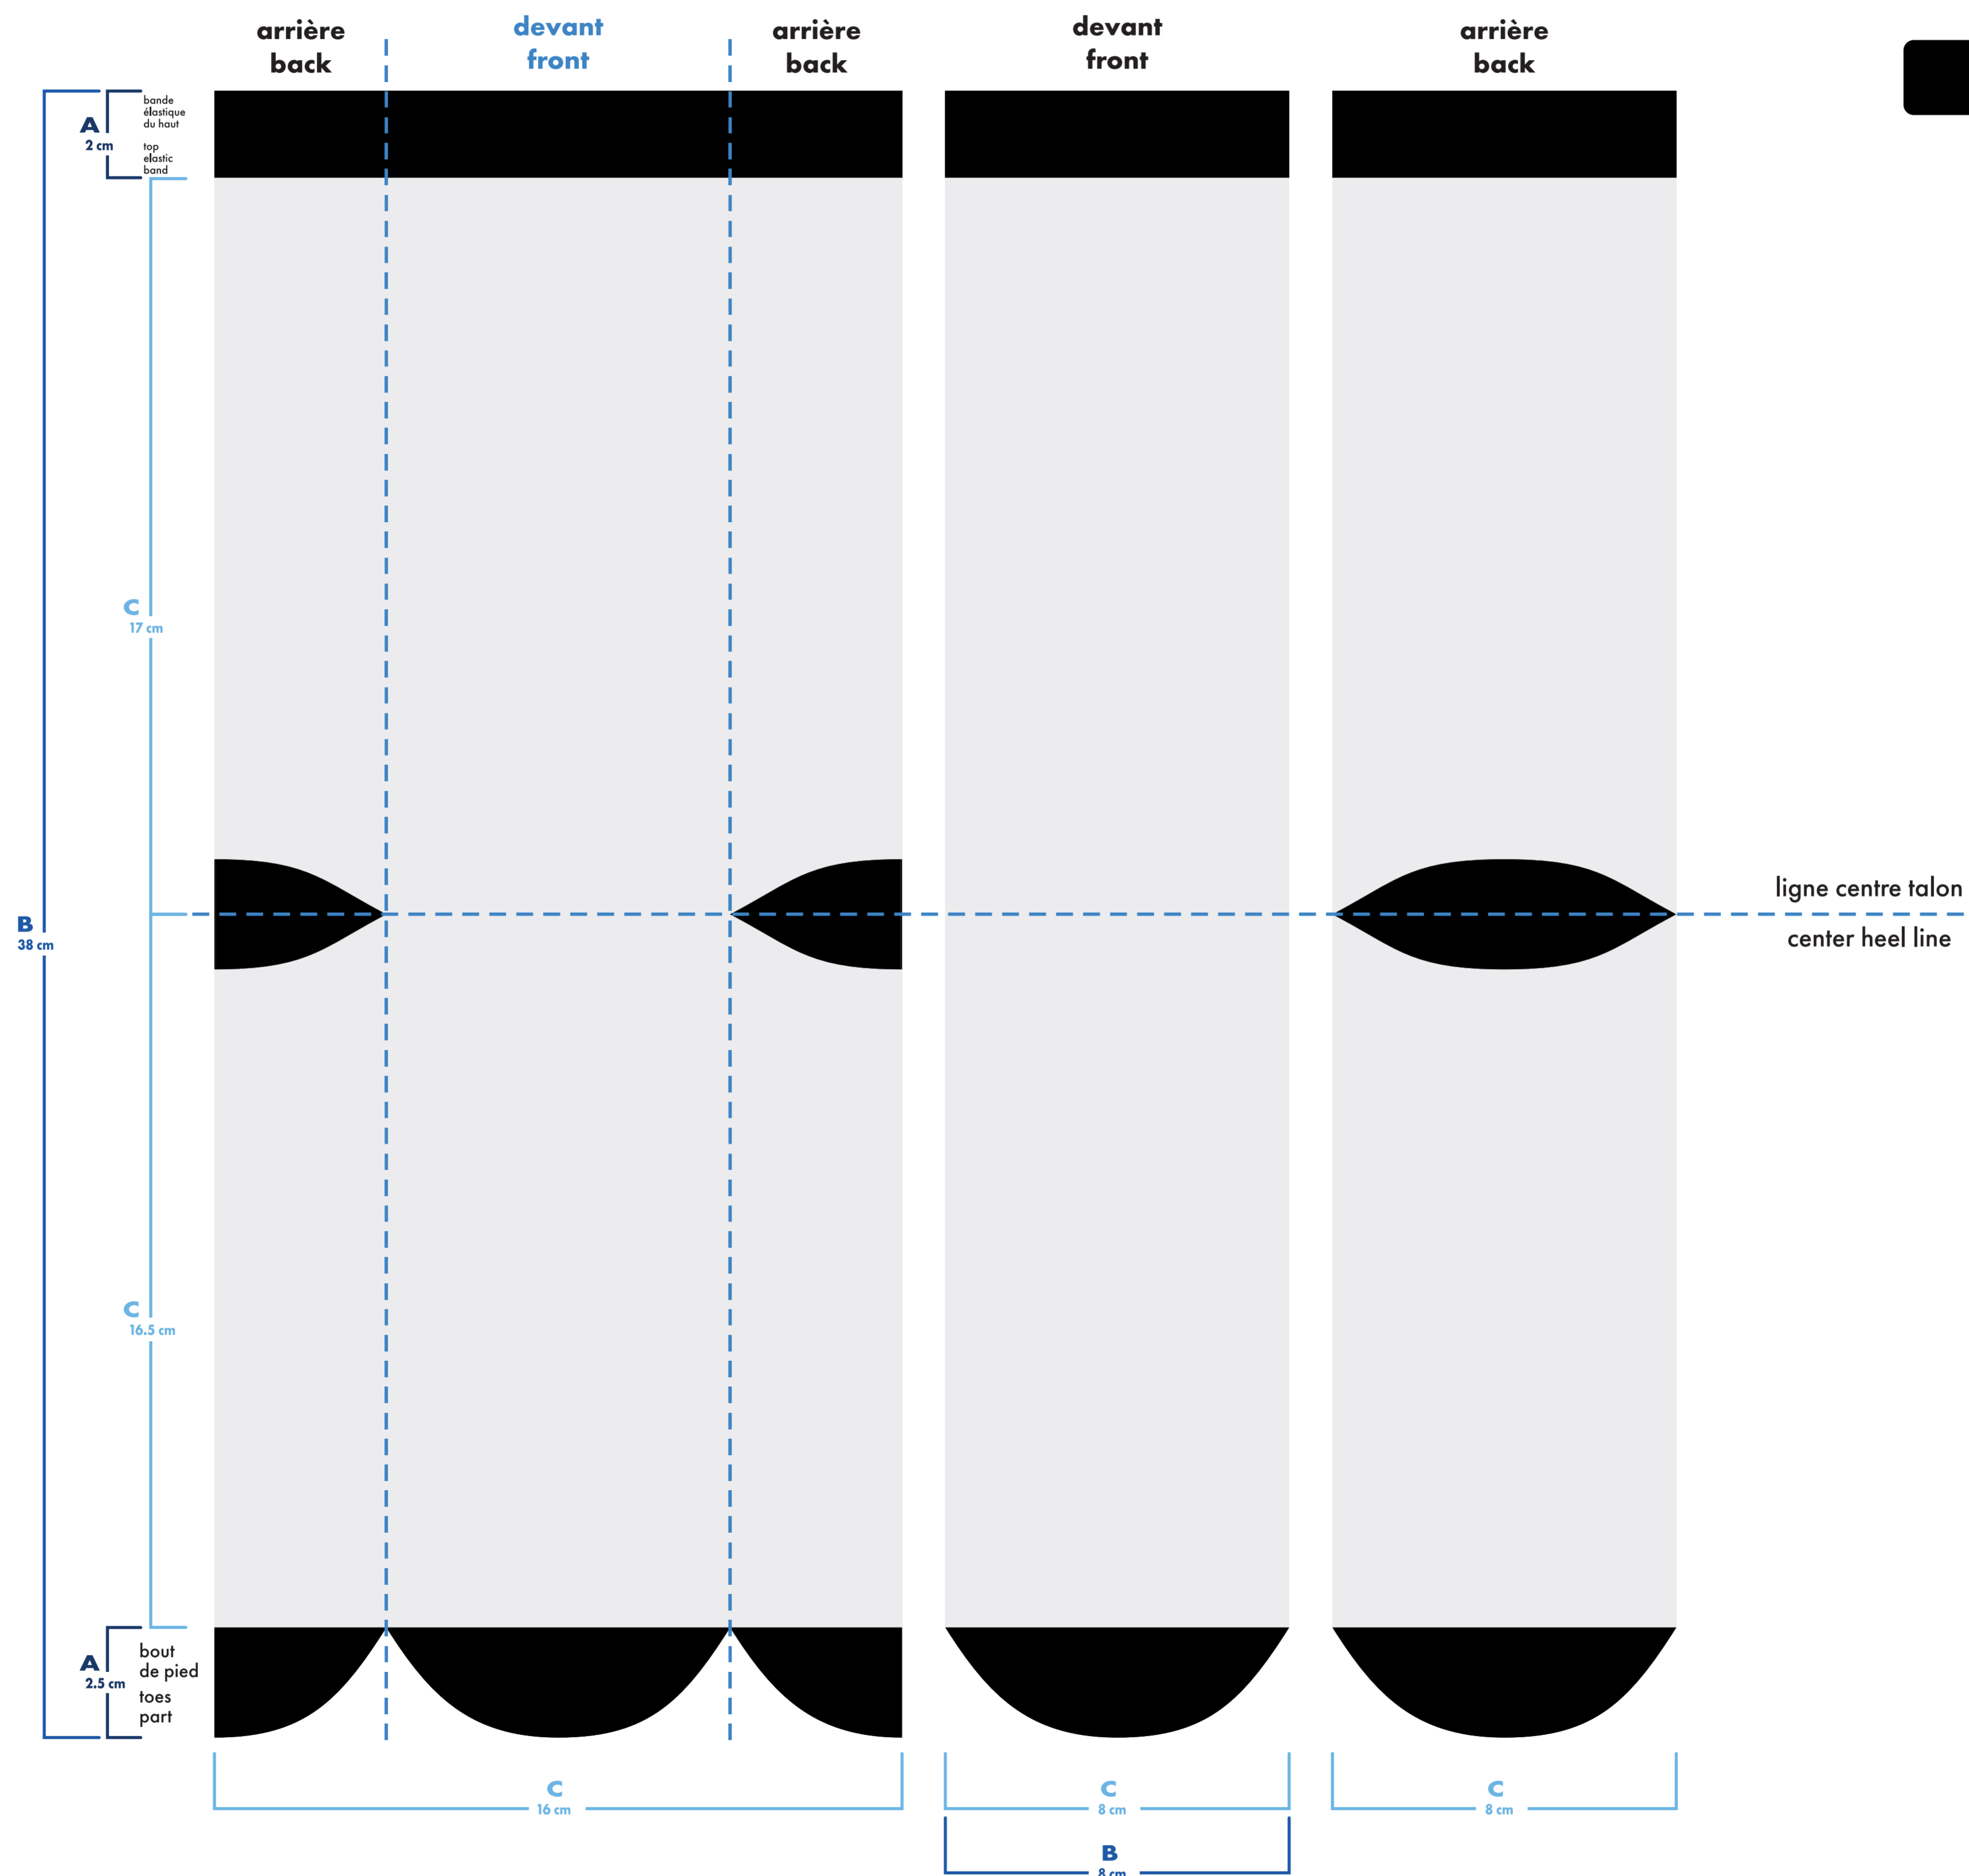 arrière
back
devant
front
arrière
back
devant
front
arrière
back
A
2 cm
bande
élastique
du haut
top
elastic
band
C
17 cm
ligne centre talon
center heel line
B
38 cm
C
16.5 cm
A
2.5 cm
bout
de pied
toes
part
C
16 cm
C
8 cm
C
8 cm
B
8 cm